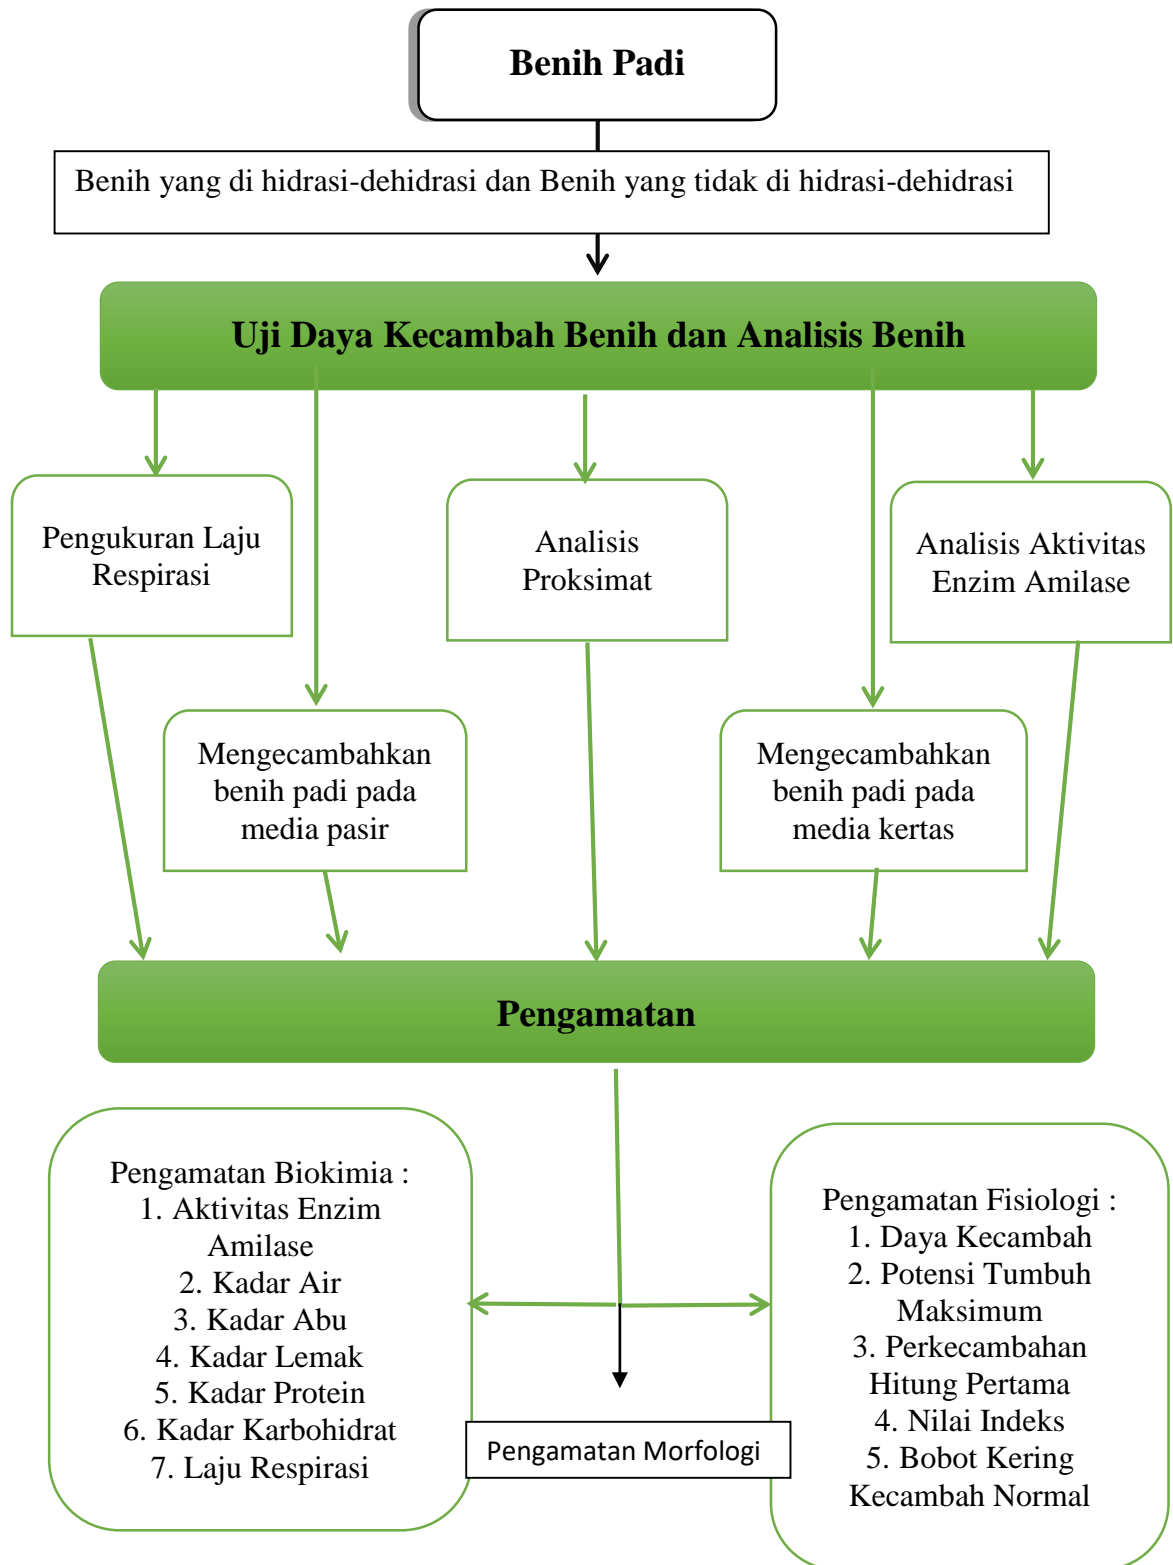 Benih Padi
Benih yang di hidrasi-dehidrasi dan Benih yang tidak di hidrasi-dehidrasi
Uji Daya Kecambah Benih dan Analisis Benih
Pengukuran Laju
Respirasi
Analisis
Proksimat
Analisis Aktivitas
Enzim Amilase
Mengecambahkan
benih padi pada
media pasir
Mengecambahkan
benih padi pada
media kertas
Pengamatan
Pengamatan Biokimia :
1. Aktivitas Enzim
Amilase
2. Kadar Air
3. Kadar Abu
4. Kadar Lemak
5. Kadar Protein
6. Kadar Karbohidrat
7. Laju Respirasi
Pengamatan Morfologi
Pengamatan Fisiologi :
1. Daya Kecambah
2. Potensi Tumbuh
Maksimum
3. Perkecambahan
Hitung Pertama
4. Nilai Indeks
5. Bobot Kering
Kecambah Normal